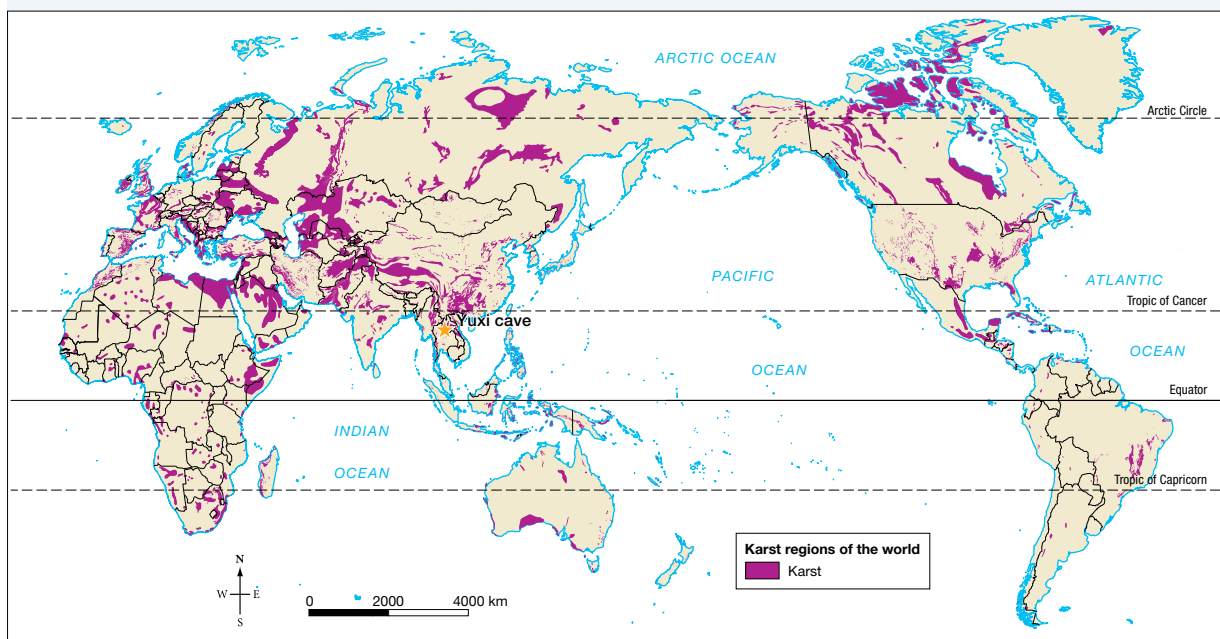 ARCTIC OCEAN
Arctic Circle
PACIFIC
ATLANTIC
Tropic of Cancer
Yuxi cave
OCEAN
OCEAN
Equator
INDIAN
OCEAN
Tropic of Capricorn
Karst regions of the world
Karst
N
W E
S
0 2000 4000 km